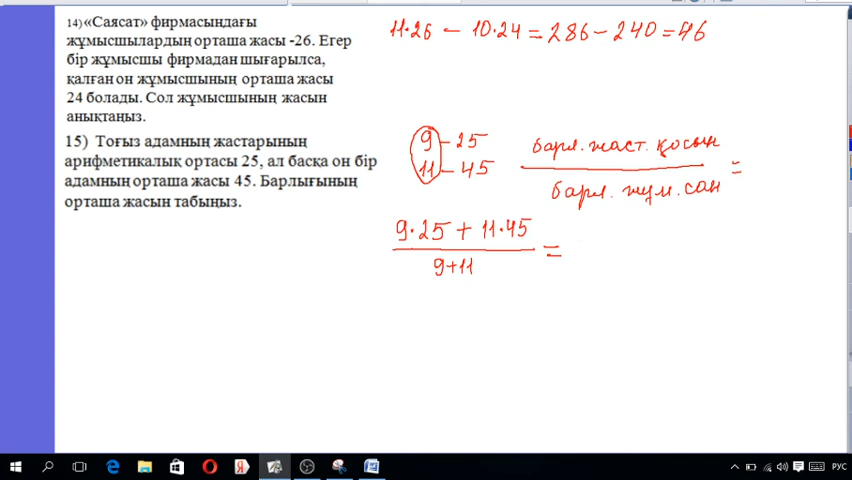 14) «Саясат» фирмасындағы
жұмысшылардың орташа жасы -26. Егер
бір жұмысшы фирмадан шығарылса,
қалған он жұмысшының орташа жасы
24 болады. Сол жұмысшының жасын
анықтаңыз.
15) Тоғыз адамның жастарының
арифметикалық ортасы 25, ал басқа он бір
адамның орташа жасы 45. Барлығының
орташа жасын табыңыз.
11·26 – 10·24 = 286 – 240 = 46
9 – 25
11 – 45
барл. жаст. қосын
барл. жұм. сан
=
9·25 + 11·45
9+11
=
РУС